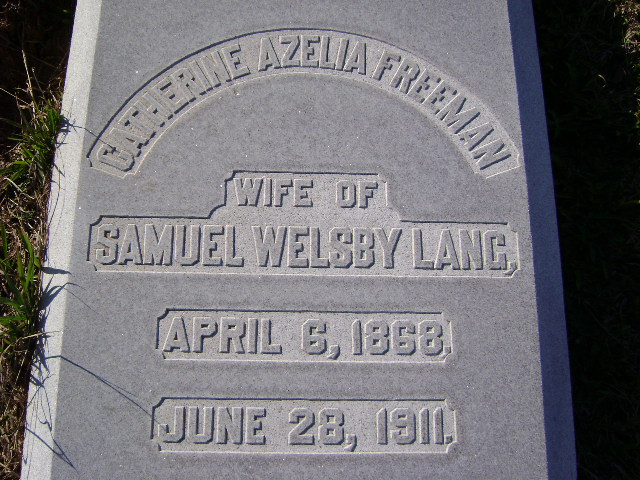 CATHERINE AZELIA FREEMAN
WIFE OF
SAMUEL WELSBY LANG.
APRIL 6, 1868.
JUNE 28, 1911.